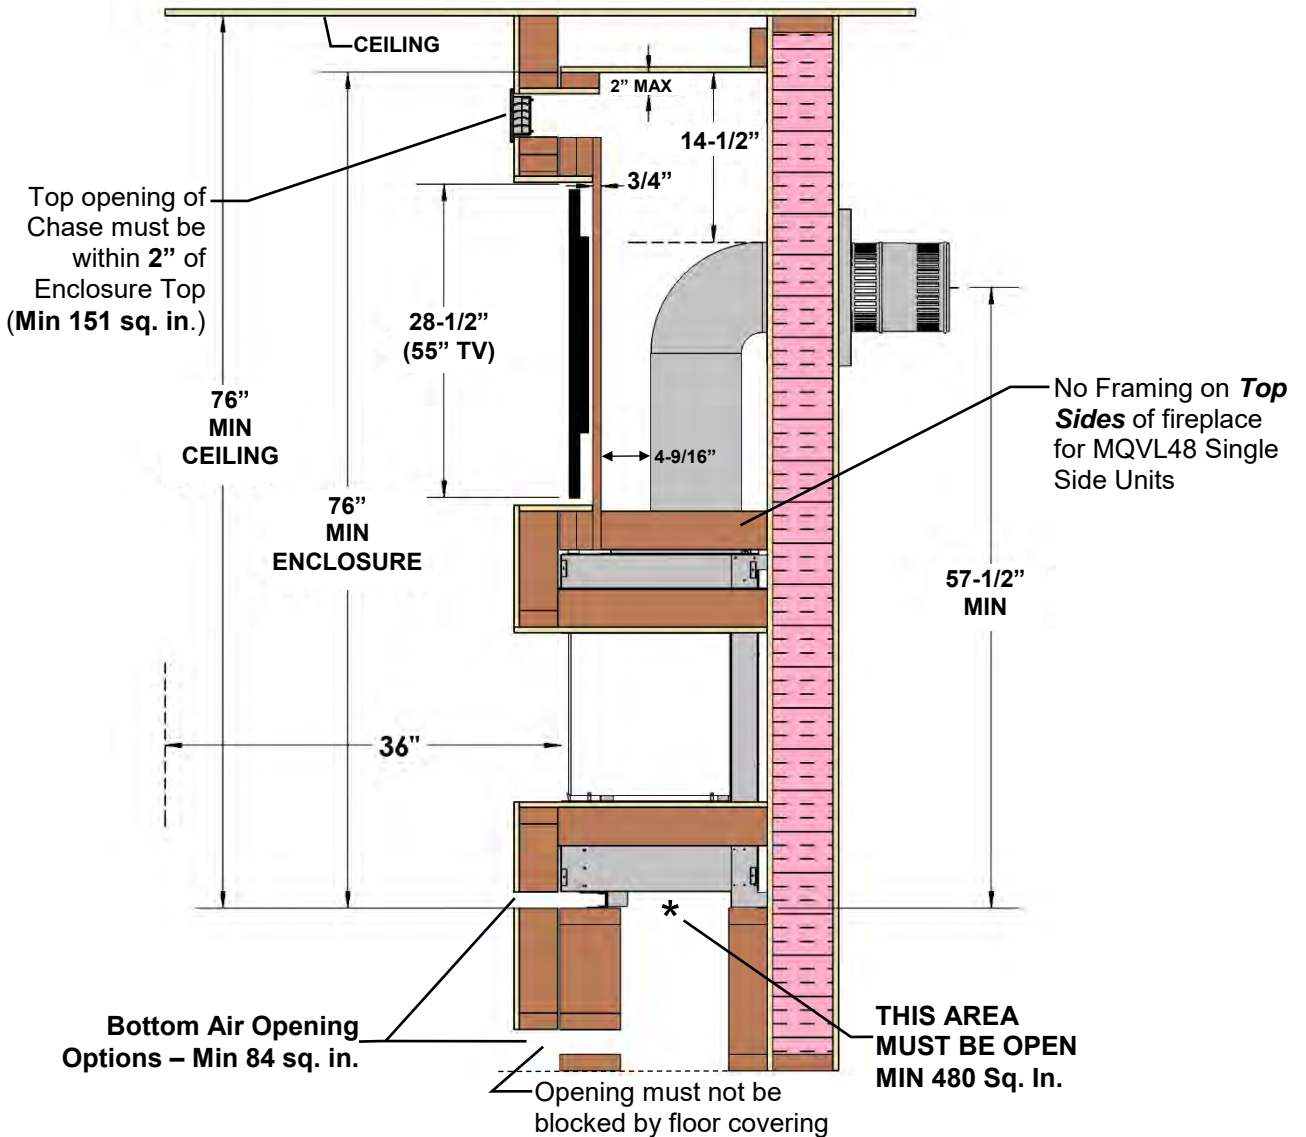 CEILING
2” MAX
14-1/2”
3/4”
Top opening of
Chase must be
within 2” of
Enclosure Top
(Min 151 sq. in.)
28-1/2”
(55” TV)
76”
MIN
CEILING
No Framing on Top
Sides of fireplace
for MQVL48 Single
Side Units
4-9/16”
76”
MIN
ENCLOSURE
57-1/2”
MIN
36"
*
Bottom Air Opening
Options – Min 84 sq. in.
THIS AREA
MUST BE OPEN
MIN 480 Sq. In.
Opening must not be
blocked by floor covering